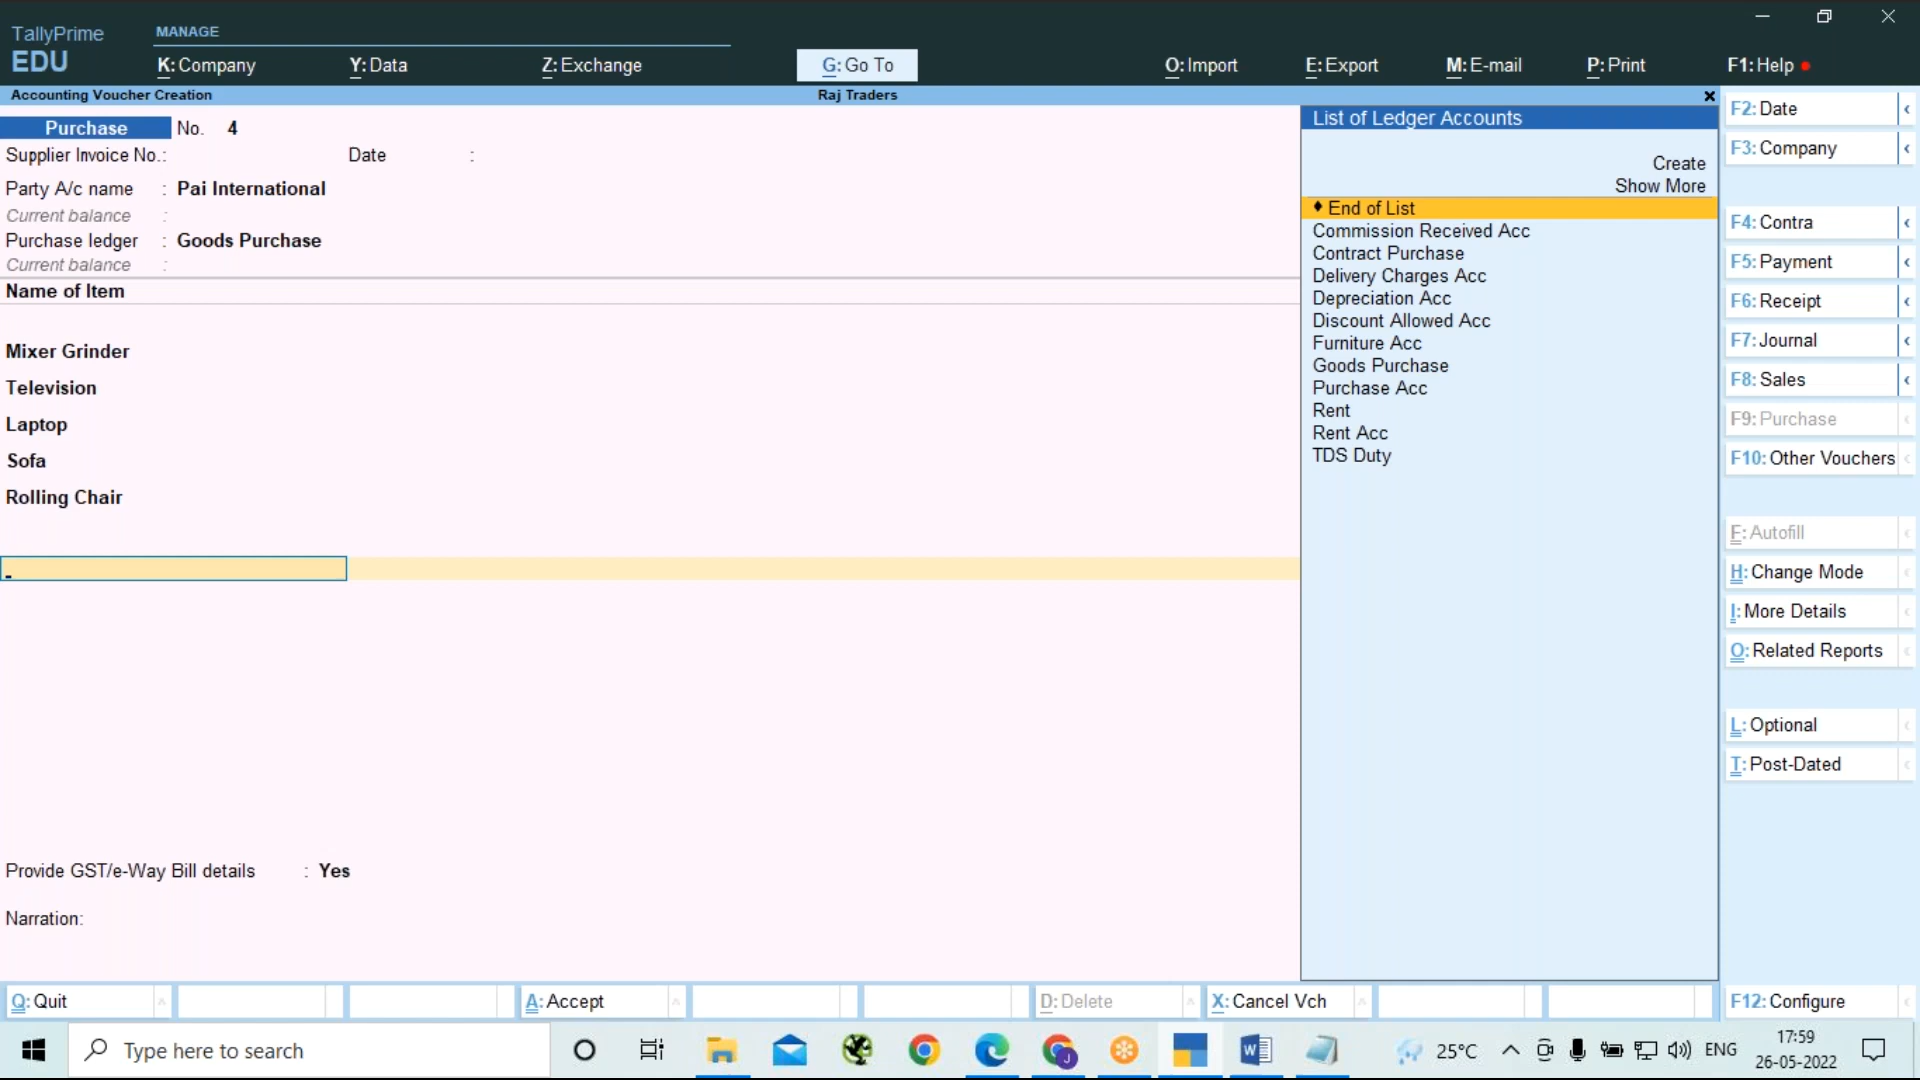 TallyPrime
EDU
MANAGE
K: Company
Y: Data
Z: Exchange
G: Go To
O: Import
E: Export
M: E-mail
P: Print
F1: Help
Accounting Voucher Creation
Raj Traders
Purchase No. 4
Supplier Invoice No.:
Date :
Party A/c name : Pai International
Current balance :
Purchase ledger : Goods Purchase
Current balance :
Name of Item
Mixer Grinder
Television
Laptop
Sofa
Rolling Chair
Provide GST/e-Way Bill details : Yes
Narration:
List of Ledger Accounts
Create
Show More
♦ End of List
Commission Received Acc
Contract Purchase
Delivery Charges Acc
Depreciation Acc
Discount Allowed Acc
Furniture Acc
Goods Purchase
Purchase Acc
Rent
Rent Acc
TDS Duty
F2: Date
F3: Company
F4: Contra
F5: Payment
F6: Receipt
F7: Journal
F8: Sales
F9: Purchase
F10: Other Vouchers
F: Autofill
H: Change Mode
I: More Details
O: Related Reports
L: Optional
T: Post-Dated
Q: Quit
A: Accept
D: Delete
X: Cancel Vch
F12: Configure
Type here to search
25°C
ENG
17:59
26-05-2022